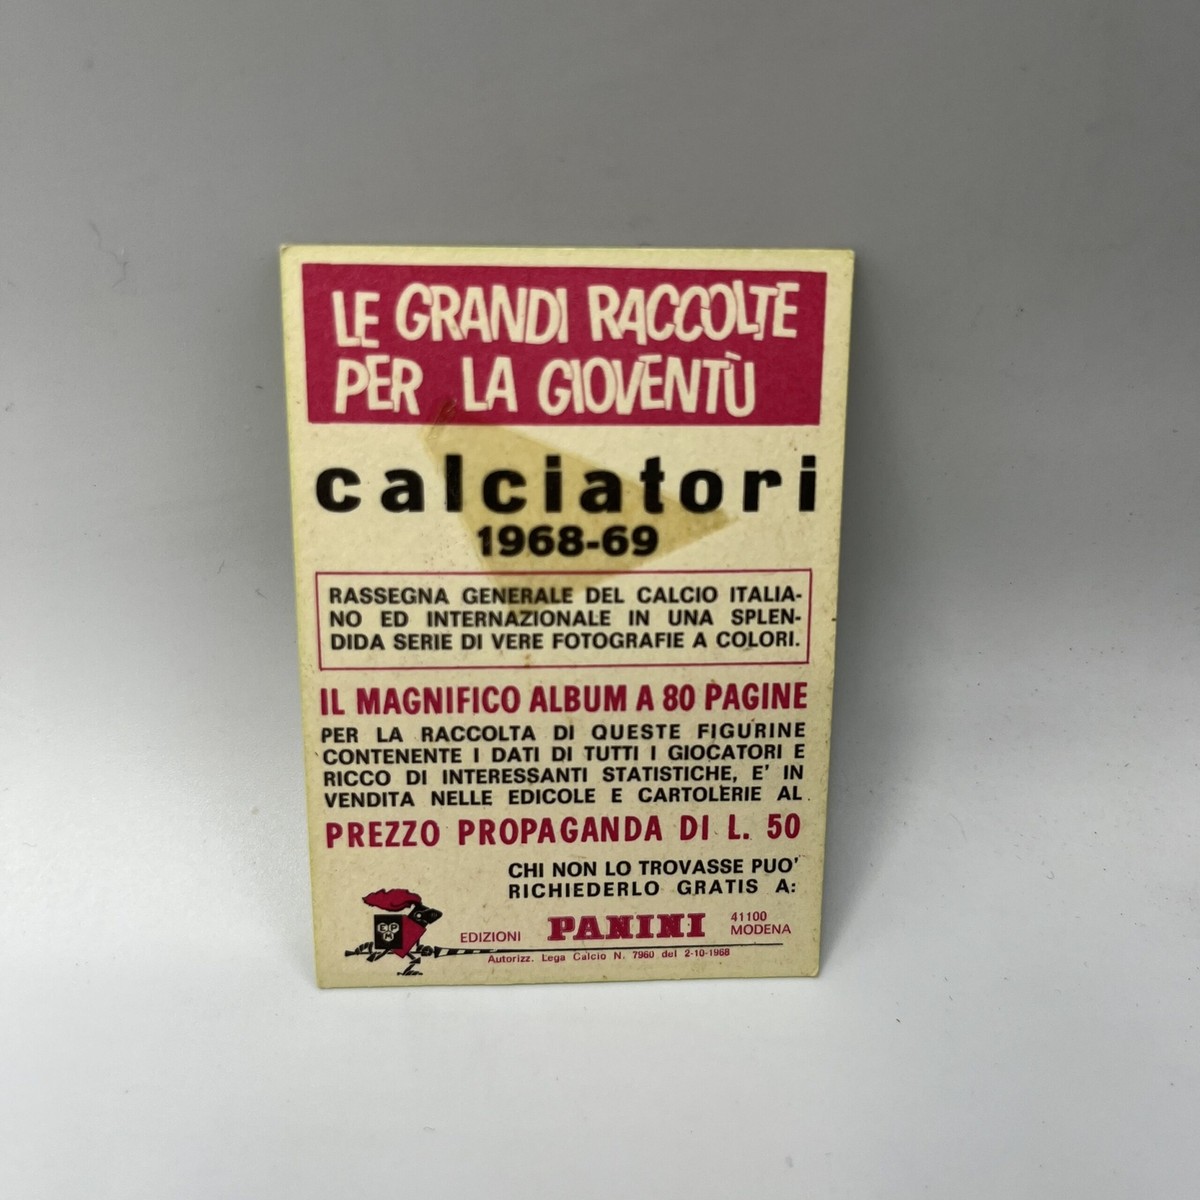 LE GRANDI RACCOLTE
PER LA GIOVENTÙ
calciatori
1968-69
RASSEGNA GENERALE DEL CALCIO ITALIA-
NO ED INTERNAZIONALE IN UNA SPLEN-
DIDA SERIE DI VERE FOTOGRAFIE A COLORI.
IL MAGNIFICO ALBUM A 80 PAGINE
PER LA RACCOLTA DI QUESTE FIGURINE
CONTENENTE I DATI DI TUTTI I GIOCATORI E
RICCO DI INTERESSANTI STATISTICHE, E' IN
VENDITA NELLE EDICOLE E CARTOLERIE AL
PREZZO PROPAGANDA DI L. 50
CHI NON LO TROVASSE PUO'
RICHIEDERLO GRATIS A:
EPM
EDIZIONI PANINI 41100 MODENA
Autorizz. Lega Calcio N. 7960 del 2-10-1968